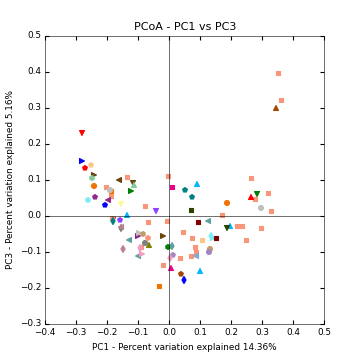 PCoA - PC1 vs PC3
0.5
0.4
0.3
0.2
0.1
0.0
−0.1
−0.2
−0.3
PC3 - Percent variation explained 5.16%
−0.4 −0.3 −0.2 −0.1 0.0 0.1 0.2 0.3 0.4 0.5
PC1 - Percent variation explained 14.36%